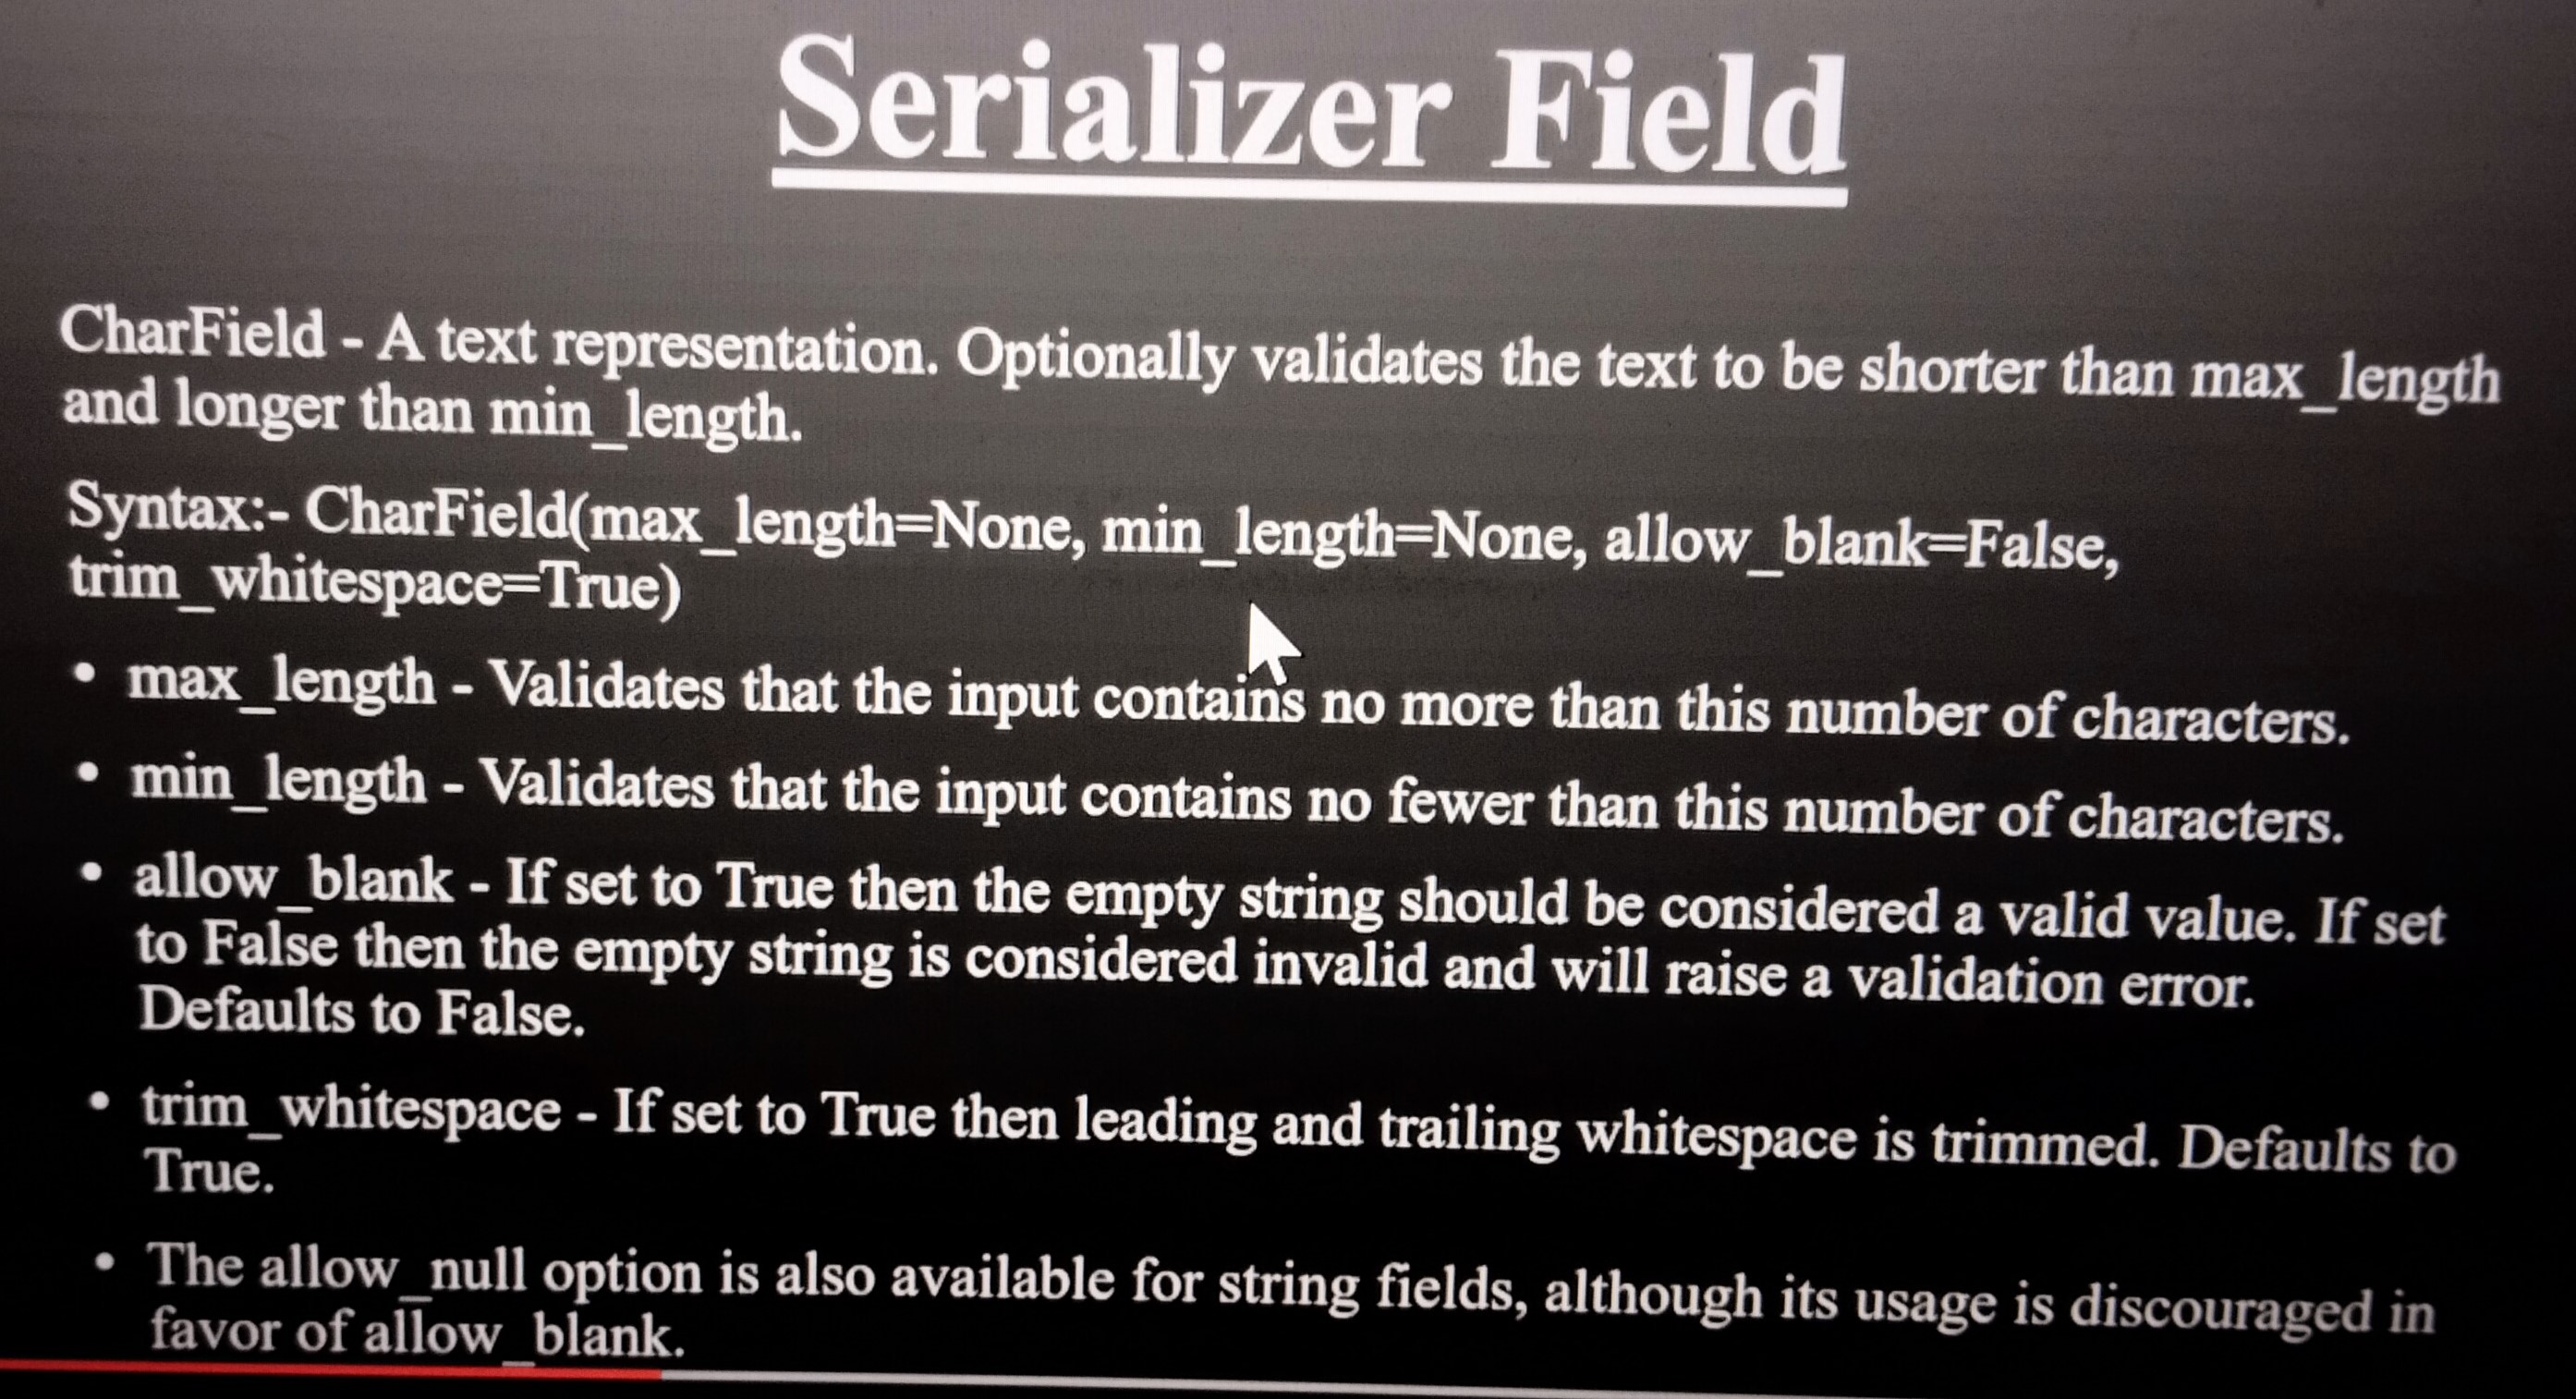 Serializer Field
CharField - A text representation. Optionally validates the text to be shorter than max_length
and longer than min_length.
Syntax:- CharField(max_length=None, min_length=None, allow_blank=False,
trim_whitespace=True)
• max_length - Validates that the input contains no more than this number of characters.
• min_length - Validates that the input contains no fewer than this number of characters.
• allow_blank - If set to True then the empty string should be considered a valid value. If set
to False then the empty string is considered invalid and will raise a validation error.
Defaults to False.
• trim_whitespace - If set to True then leading and trailing whitespace is trimmed. Defaults to
True.
• The allow_null option is also available for string fields, although its usage is discouraged in
favor of allow_blank.